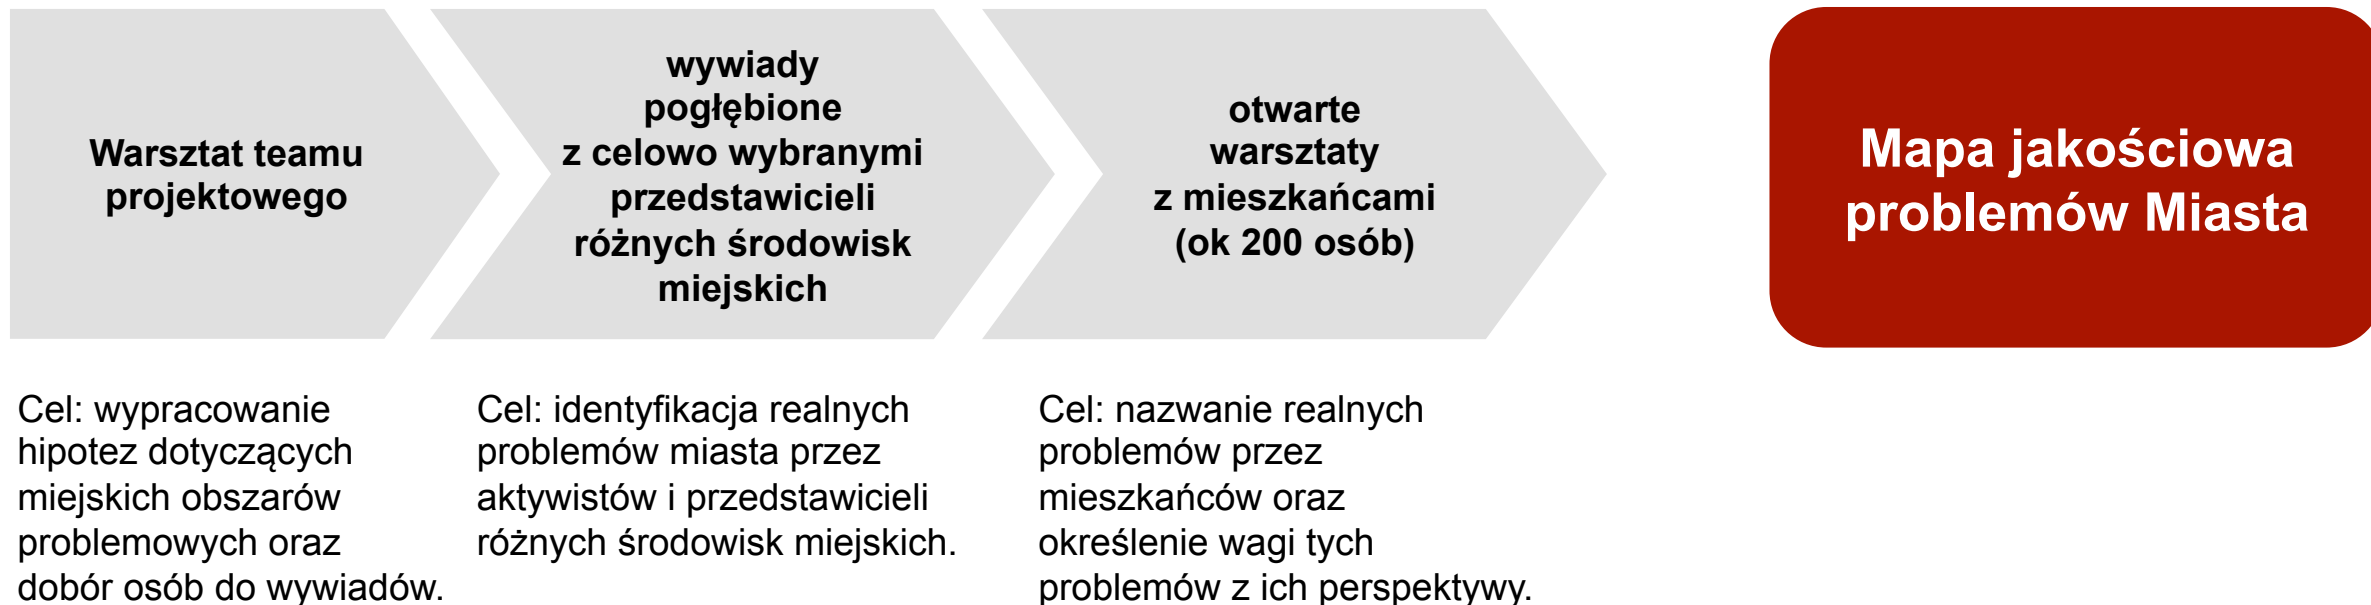 Warsztat teamu
projektowego
wywiady
pogłębione
z celowo wybranymi
przedstawicieli
różnych środowisk
miejskich
otwarte
warsztaty
z mieszkańcami
(ok 200 osób)
Mapa jakościowa
problemów Miasta
Cel: wypracowanie
hipotez dotyczących
miejskich obszarów
problemowych oraz
dobór osób do wywiadów.
Cel: identyfikacja realnych
problemów miasta przez
aktywistów i przedstawicieli
różnych środowisk miejskich.
Cel: nazwanie realnych
problemów przez
mieszkańców oraz
określenie wagi tych
problemów z ich perspektywy.